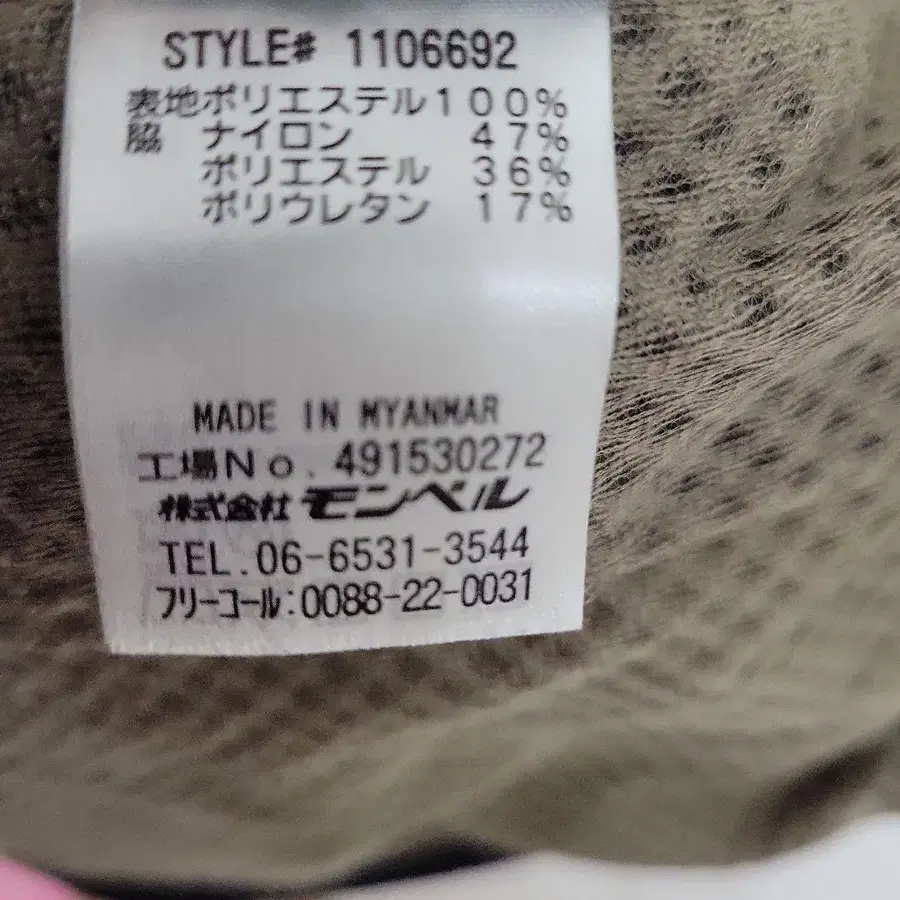 STYLE# 1106692
表地ポリエステル100%
脇 ナイロン 47%
ポリエステル 36%
ポリウレタン 17%
MADE IN MYANMAR
工場No.491530272
株式会社 モンベル
TEL.06-6531-3544
フリーコール:0088-22-0031